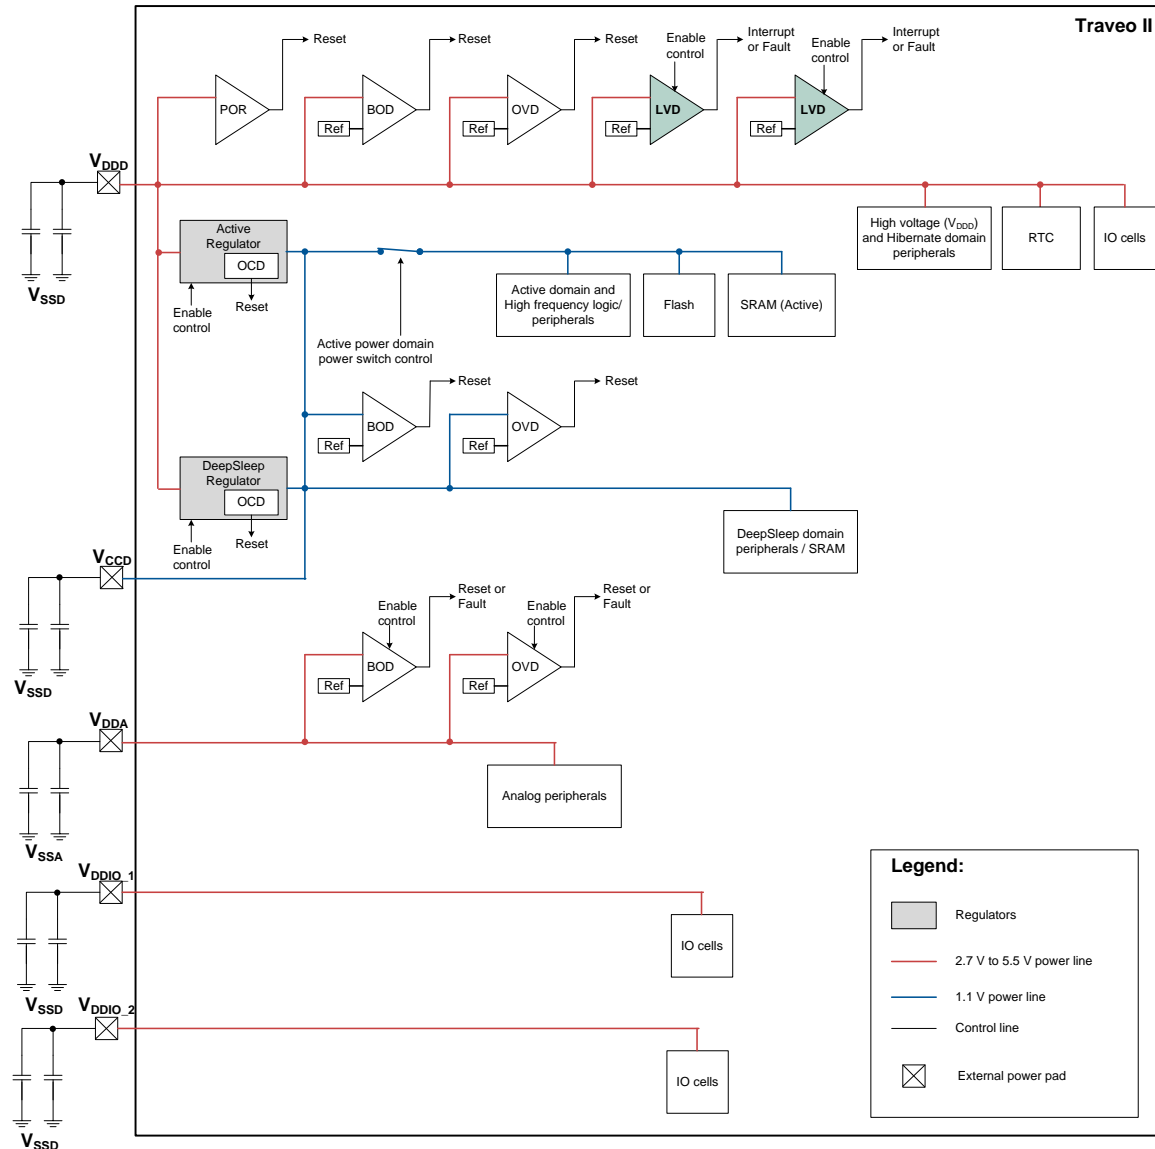 Traveo II
Reset
Reset
Reset
Enable
control
Interrupt
or Fault
Enable
control
Interrupt
or Fault
POR
BOD
OVD
LVD
LVD
Ref
Ref
Ref
Ref
VDDD
VSSD
High voltage (VDDD)
and Hibernate domain
peripherals
RTC
IO cells
Active
Regulator
OCD
Enable
control
Reset
Active power domain
power switch control
Active domain and
High frequency logic/
peripherals
Flash
SRAM (Active)
Reset
Reset
BOD
OVD
Ref
Ref
DeepSleep
Regulator
OCD
Enable
control
Reset
DeepSleep domain
peripherals / SRAM
VCCD
VSSD
Enable
control
Reset or
Fault
Enable
control
Reset or
Fault
BOD
OVD
Ref
Ref
VDDA
VSSA
Analog peripherals
VDDIO_1
VSSD
IO cells
VDDIO_2
VSSD
IO cells
Legend:
Regulators
2.7 V to 5.5 V power line
1.1 V power line
Control line
External power pad